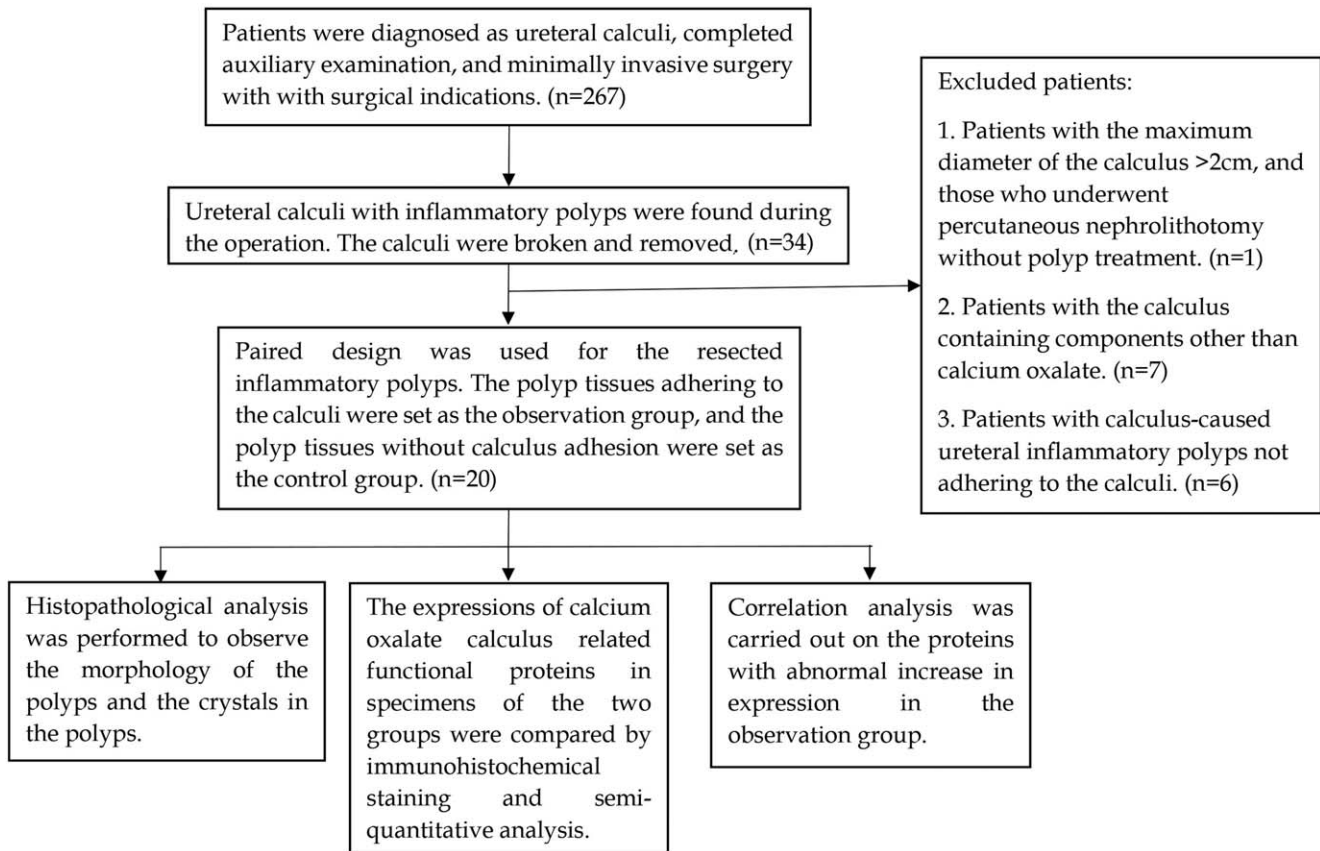 Patients were diagnosed as ureteral calculi, completed
auxiliary examination, and minimally invasive surgery
with with surgical indications. (n=267)
Ureteral calculi with inflammatory polyps were found during
the operation. The calculi were broken and removed. (n=34)
Excluded patients:
1. Patients with the maximum
diameter of the calculus >2cm, and
those who underwent
percutaneous nephrolithotomy
without polyp treatment. (n=1)
2. Patients with the calculus
containing components other than
calcium oxalate. (n=7)
3. Patients with calculus-caused
ureteral inflammatory polyps not
adhering to the calculi. (n=6)
Paired design was used for the resected
inflammatory polyps. The polyp tissues adhering
to the calculi were set as the observation group, and the
polyp tissues without calculus adhesion were set as
the control group. (n=20)
Histopathological analysis
was performed to observe
the morphology of the
polyps and the crystals in
the polyps.
The expressions of calcium
oxalate calculus related
functional proteins in
specimens of the two
groups were compared by
immunohistochemical
staining and semi-
quantitative analysis.
Correlation analysis was
carried out on the proteins
with abnormal increase in
expression in the
observation group.